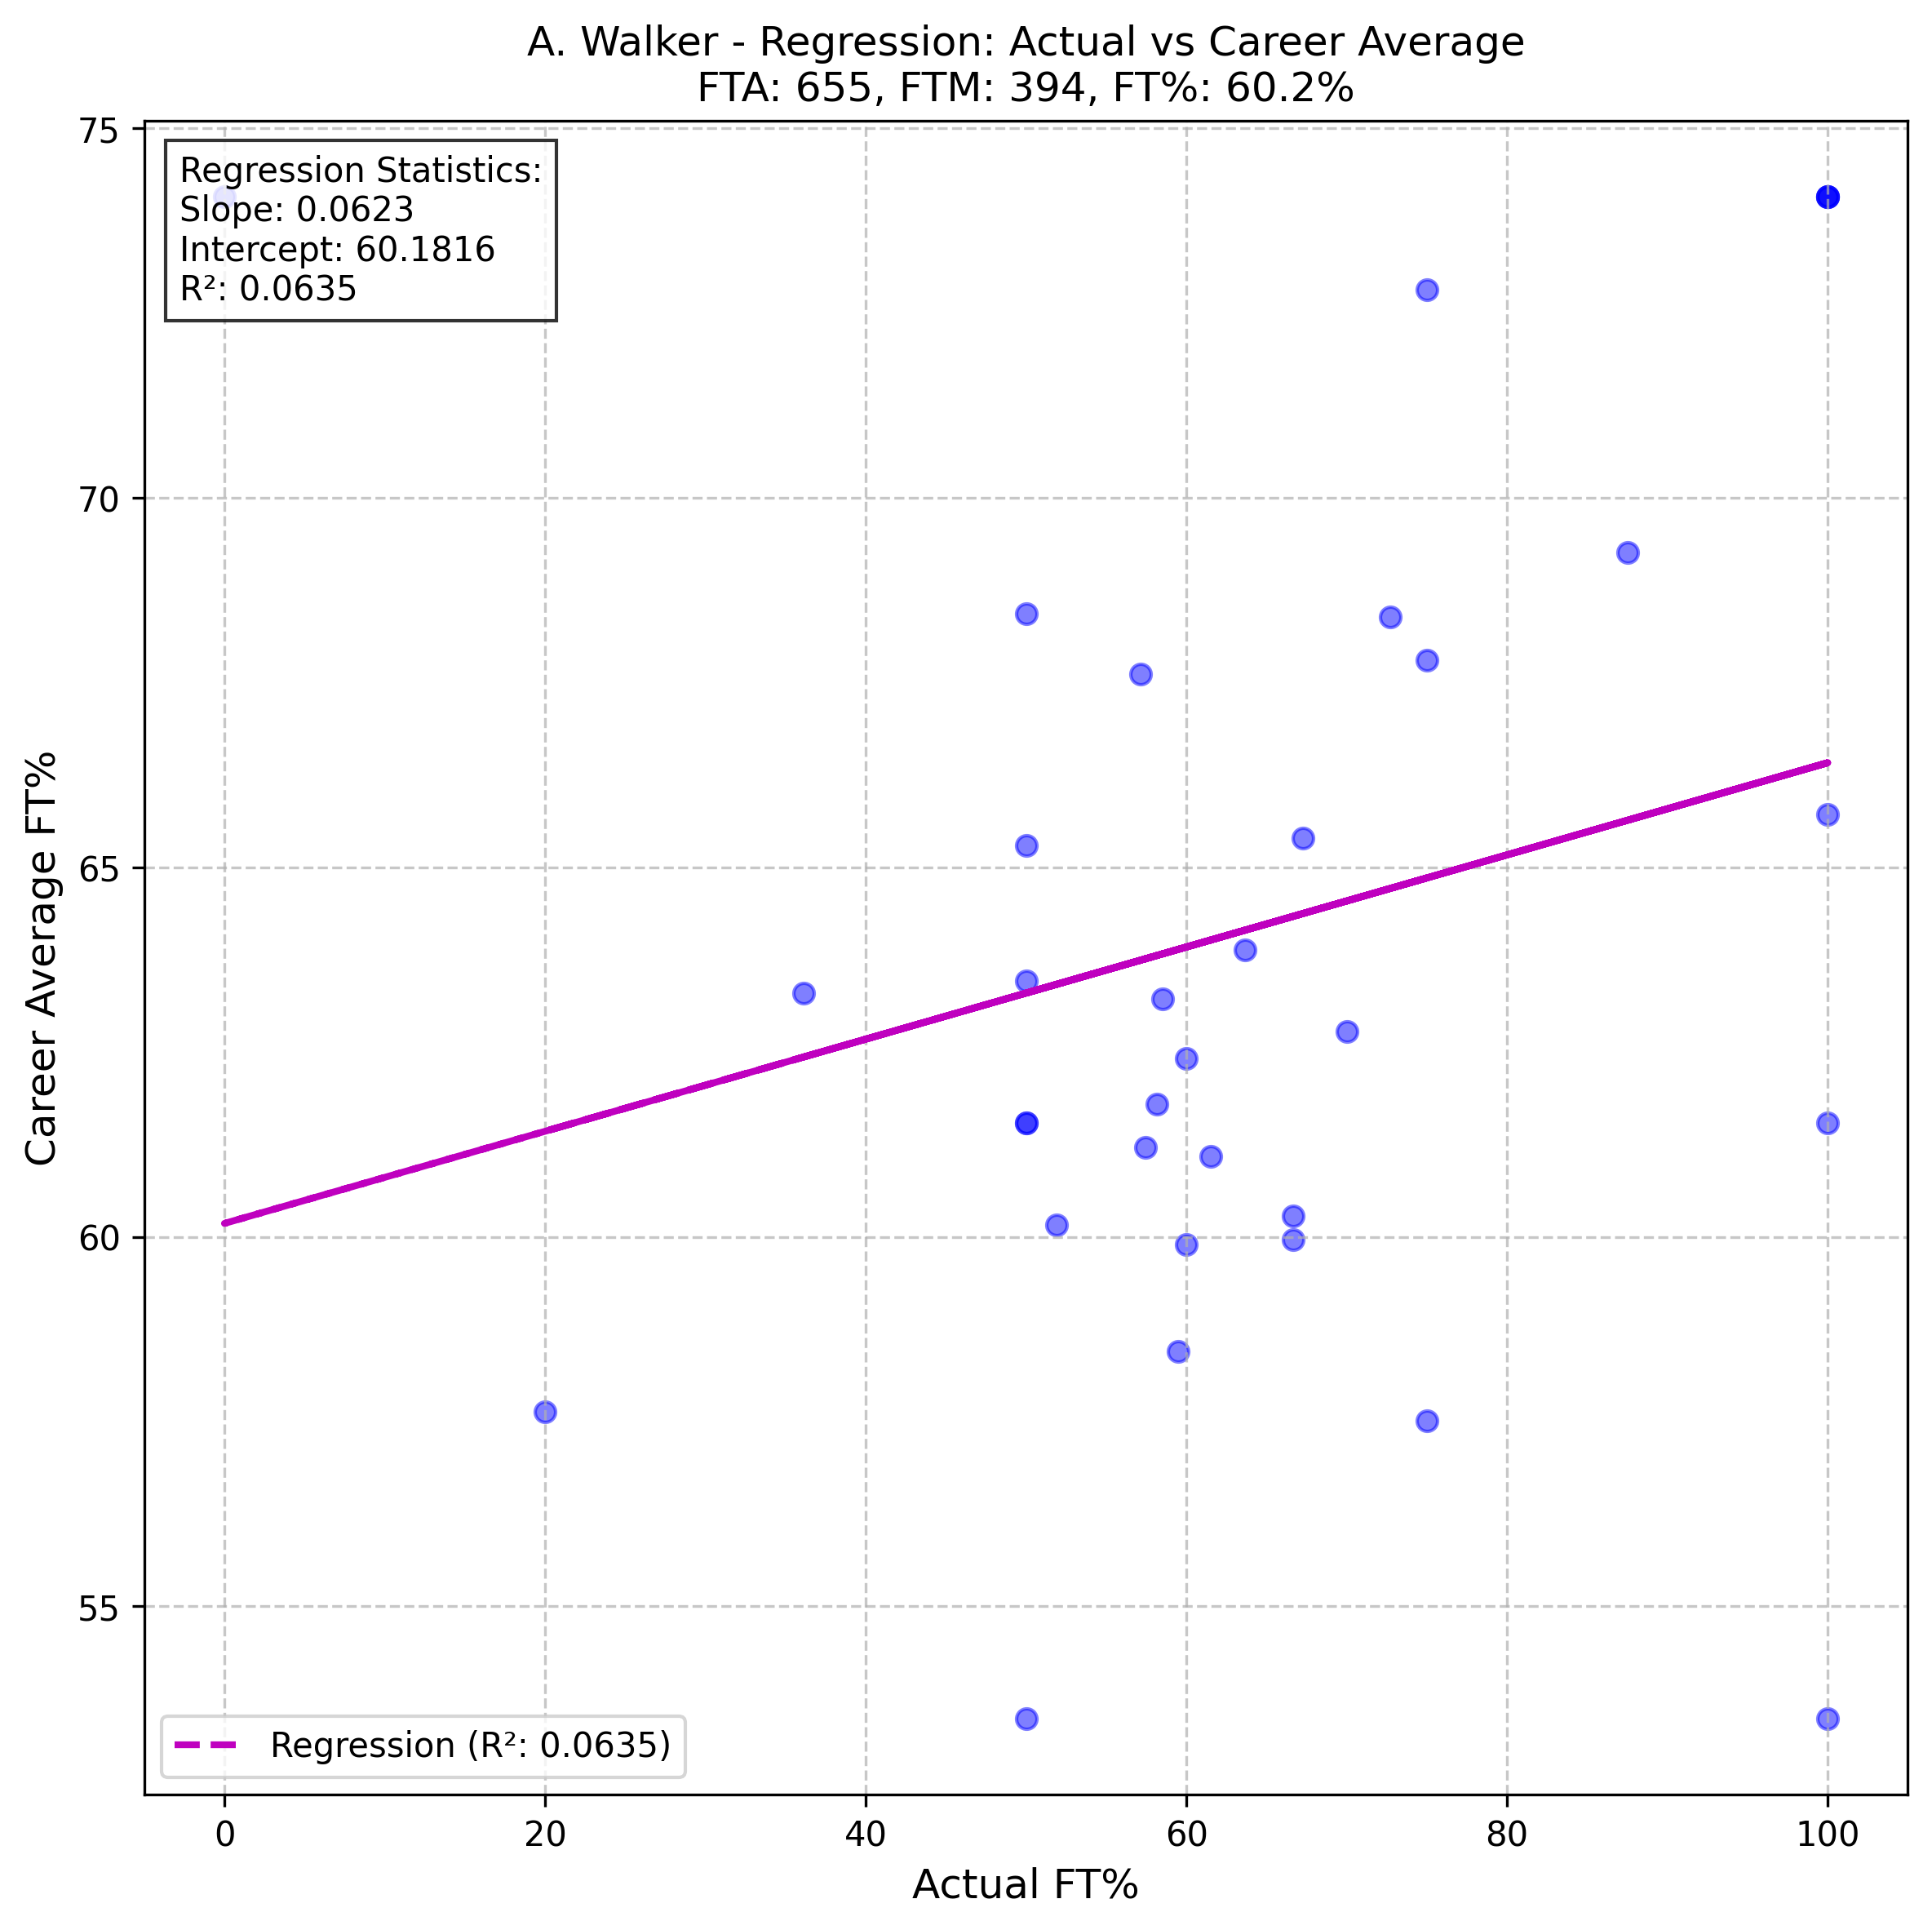 A. Walker - Regression: Actual vs Career Average
FTA: 655, FTM: 394, FT%: 60.2%
Regression Statistics:
Slope: 0.0623
Intercept: 60.1816
R²: 0.0635
75
70
65
60
55
Career Average FT%
Regression (R²: 0.0635)
0 20 40 60 80 100
Actual FT%